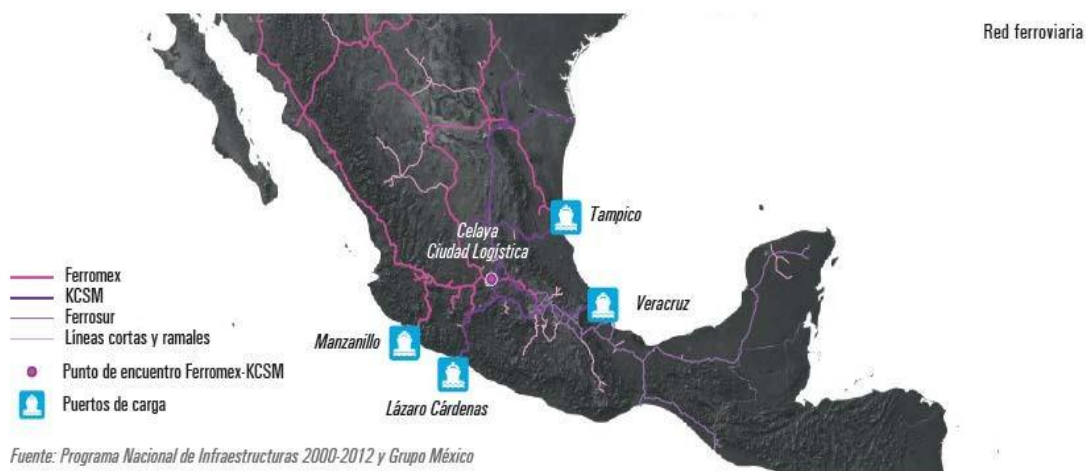 Red ferroviaria
Tampico
Celaya
Ciudad Logística
Veracruz
Manzanillo
Lázaro Cárdenas
Ferromex
KCSM
Ferrosur
Líneas cortas y ramales
Punto de encuentro Ferromex-KCSM
Puertos de carga
Fuente: Programa Nacional de Infraestructuras 2000-2012 y Grupo México